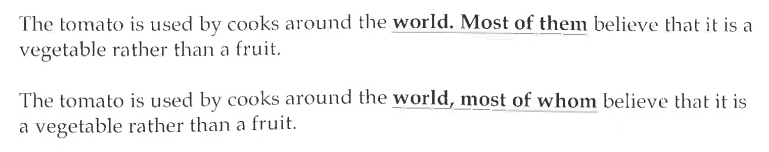 The tomato is used by cooks around the world. Most of them believe that it is a
vegetable rather than a fruit.
The tomato is used by cooks around the world, most of whom believe that it is
a vegetable rather than a fruit.